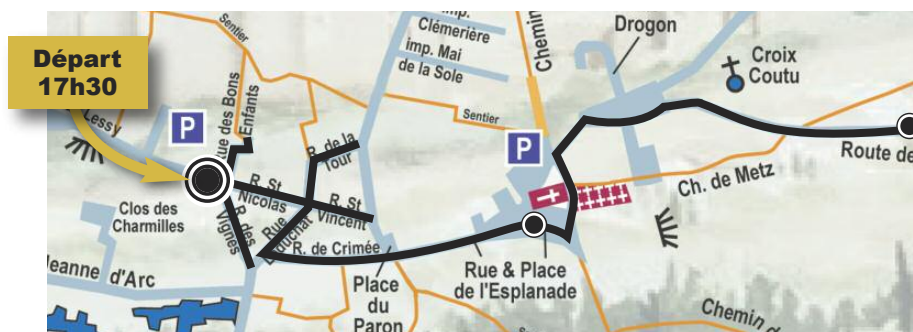 Départ
17h30
Sentier
imp.
Clémerière
imp. Mai
de la Sole
Chemin
Drogon
Croix
Coutu
Lessy
P
Rue des Bons
Enfants
R. de la
Tour
Sentier
P
Route de
Clos des
Charmilles
R. St
Nicolas
R. St
Vincent
R. des
Vignes
Rue
R. de Crimée
Ch. de Metz
Jeanne d'Arc
Place
du
Paron
Rue & Place
de l'Esplanade
Chemin d